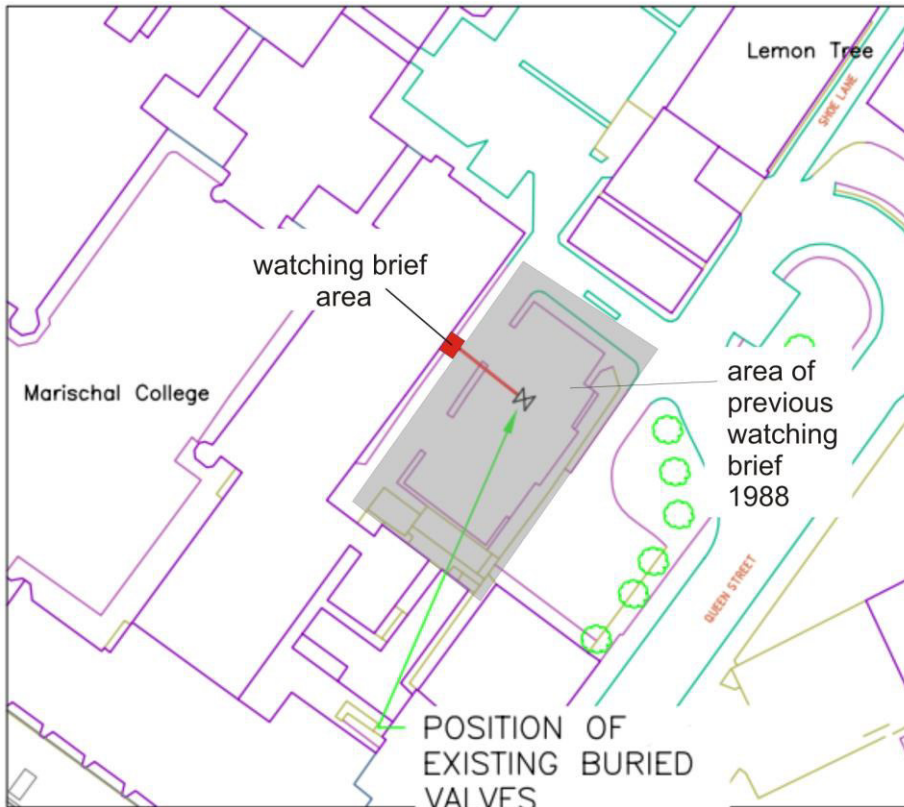 Lemon Tree
SHOE LANE
watching brief
area
Marischal College
area of
previous
watching
brief
1988
QUEEN STREET
POSITION OF
EXISTING BURIED
VALVES